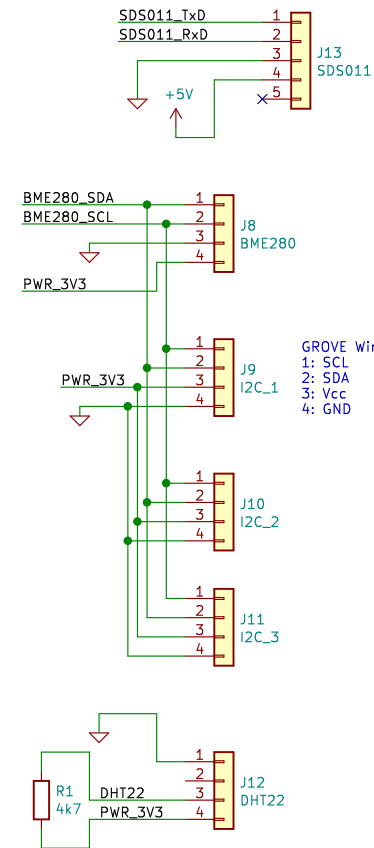 SDS011_TxD
SDS011_RxD
1
2
3
4
5
J13
SDS011
+5V
BME280_SDA
BME280_SCL
PWR_3V3
1
2
3
4
J8
BME280
PWR_3V3
1
2
3
4
J9
I2C_1
GROVE
1: SCL
2: SDA
3: Vcc
4: GND
1
2
3
4
J10
I2C_2
1
2
3
4
J11
I2C_3
1
2
3
4
J12
DHT22
R1
4k7
DHT22
PWR_3V3